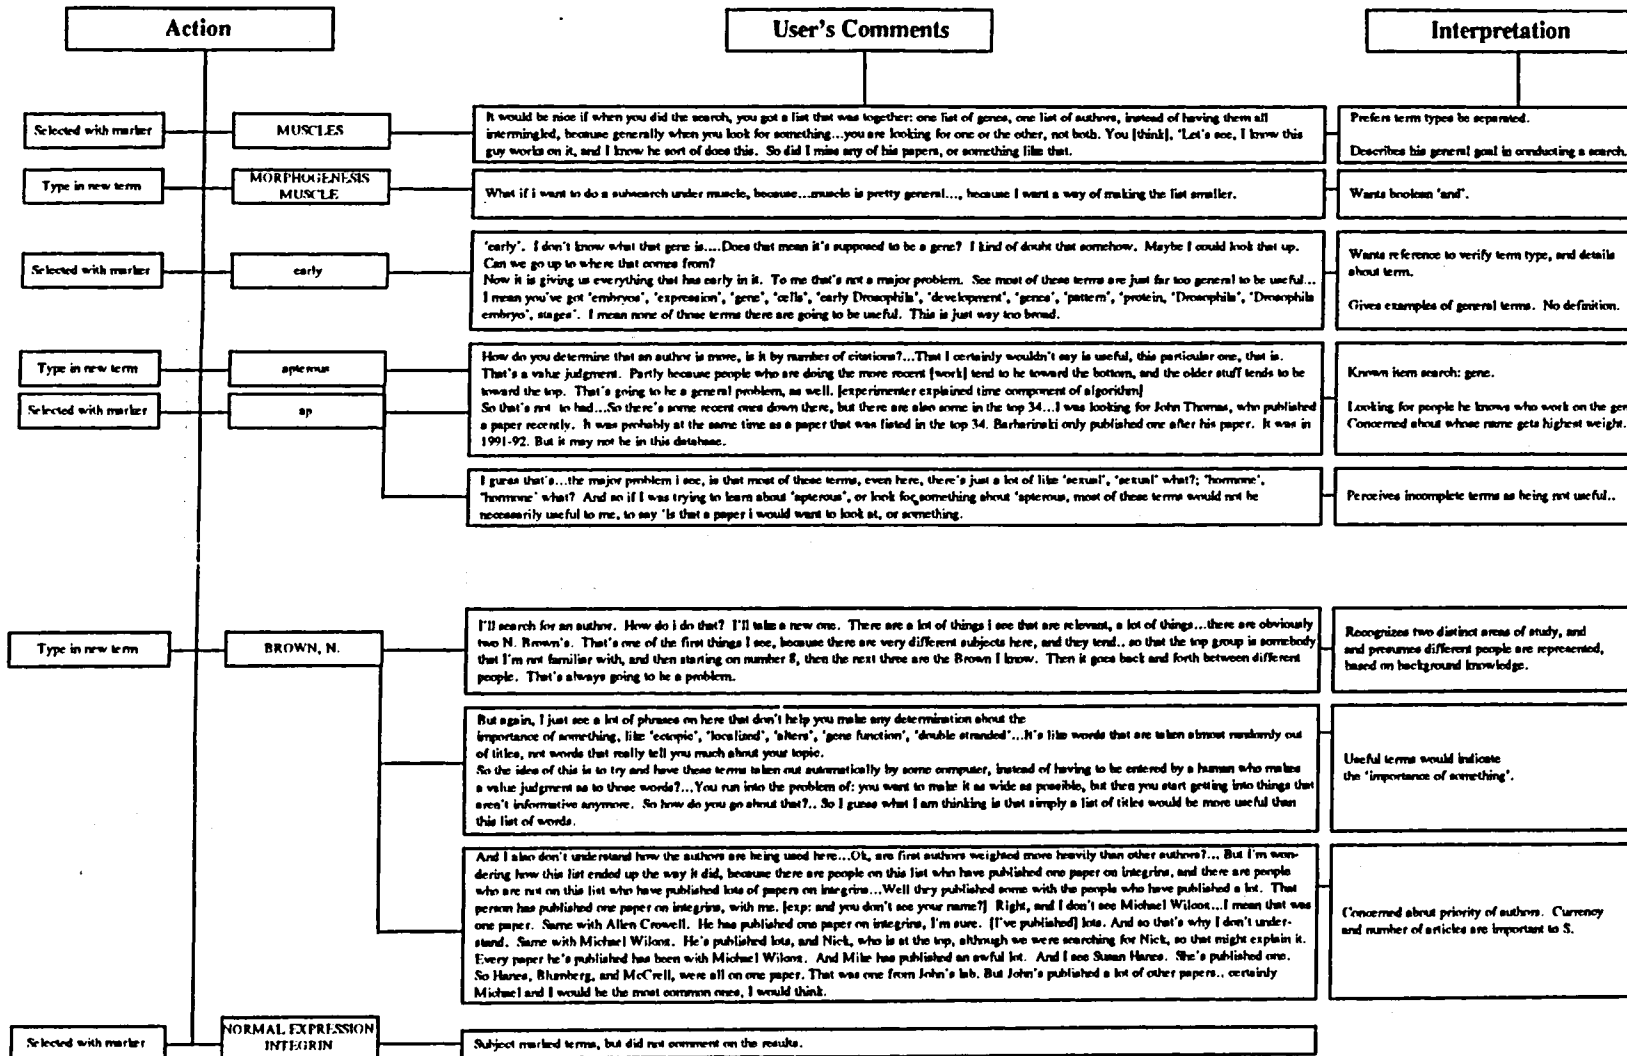 Action
User's Comments
Interpretation
Selected with marker
MUSCLES
It would be nice if when you did the search, you got a list that was together: one list of genes, one list of authors, instead of having them all
intermingled, because generally when you look for something...you are looking for one or the other, not both. You [think], 'Let's see, I know this
guy works on it, and I know he sort of does this. So did I miss any of his papers, or something like that.
Prefers term types be separated.
Describes his general goal in conducting a search.
Type in new term
MORPHOGENESIS
MUSCLE
What if i want to do a subsearch under muscle, because...muscle is pretty general..., because I want a way of making the list smaller.
Wants boolean 'and'.
Selected with marker
early
'early'. I don't know what that gene is....Does that mean it's supposed to be a gene? I kind of doubt that somehow. Maybe I could look that up.
Can we go up to where that comes from?
Now it is giving us everything that has early in it. To me that's not a major problem. See most of these terms are just far too general to be useful...
I mean you've got 'embryos', 'expression', 'gene', 'cells', 'early Drosophila', 'development', 'genes', 'pattern', 'protein, 'Drosophila', 'Drosophila
embryo', stages'. I mean none of those terms there are going to be useful. This is just way too broad.
Wants reference to verify term type, and details
about term.
Gives examples of general terms. No definition.
Type in new term
apterous
Selected with marker
ap
How do you determine that an author is more, is it by number of citations?...That I certainly wouldn't say is useful, this particular one, that is.
That's a value judgment. Partly because people who are doing the more recent [work] tend to be toward the bottom, and the older stuff tends to be
toward the top. That's going to be a general problem, as well. [experimenter explained time component of algorithm]
So that's not to bad...So there's some recent ones down there, but there are also some in the top 34...I was looking for John Thomas, who published
a paper recently. It was probably at the same time as a paper that was listed in the top 34. Barbarinski only published one after his paper. It was in
1991-92. But it may not be in this database.
Known item search: gene.
Looking for people he knows who work on the gen
Concerned about whose name gets highest weight.
I guess that's...the major problem i see, is that most of these terms, even here, there's just a lot of like 'sexual', 'sexual' what?; 'hormone',
'hormone' what? And so if I was trying to learn about 'apterous', or look for something about 'apterous, most of these terms would not be
necessarily useful to me, to say 'Is that a paper i would want to look at, or something.
Perceives incomplete terms as being not useful..
Type in new term
BROWN, N.
I'll search for an author. How do i do that? I'll take a new one. There are a lot of things i see that are relevant, a lot of things...there are obviously
two N. Brown's. That's one of the first things I see, because there are very different subjects here, and they tend.. so that the top group is somebody
that I'm not familiar with, and then starting on number 8, then the next three are the Brown I know. Then it goes back and forth between different
people. That's always going to be a problem.
Recognizes two distinct areas of study, and
and presumes different people are represented,
based on background knowledge.
But again, I just see a lot of phrases on here that don't help you make any determination about the
importance of something, like 'ectopic', 'localized', 'alters', 'gene function', 'double stranded'...It's like words that are taken almost randomly out
of titles, not words that really tell you much about your topic.
So the idea of this is to try and have these terms taken out automatically by some computer, instead of having to be entered by a human who makes
a value judgment as to those words?...You run into the problem of: you want to make it as wide as possible, but then you start getting into things that
aren't informative anymore. So how do you go about that?.. So I guess what I am thinking is that simply a list of titles would be more useful than
this list of words.
Useful terms would indicate
the 'importance of something'.
And I also don't understand how the authors are being used here...Ok, are first authors weighted more heavily than other authors?... But I'm won-
dering how this list ended up the way it did, because there are people on this list who have published one paper on integrins, and there are people
who are not on this list who have published lots of papers on integrins...Well they published some with the people who have published a lot. That
person has published one paper on integrins, with me. [exp: and you don't see your name?] Right, and I don't see Michael Wilcox...I mean that was
one paper. Same with Allen Crowell. He has published one paper on integrins, I'm sure. [I've published] lots. And so that's why I don't under-
stand. Same with Michael Wilcox. He's published lots, and Nick, who is at the top, although we were searching for Nick, so that might explain it.
Every paper he's published has been with Michael Wilcox. And Mike has published an awful lot. And I see Susan Hanes. She's published one.
So Hanes, Blumberg, and McCrell, were all on one paper. That was one from John's lab. But John's published a lot of other papers.. certainly
Michael and I would be the most common ones, I would think.
Concerned about priority of authors. Currency
and number of articles are important to S.
Selected with marker
NORMAL EXPRESSION
INTEGRIN
Subject marked terms, but did not comment on the results.